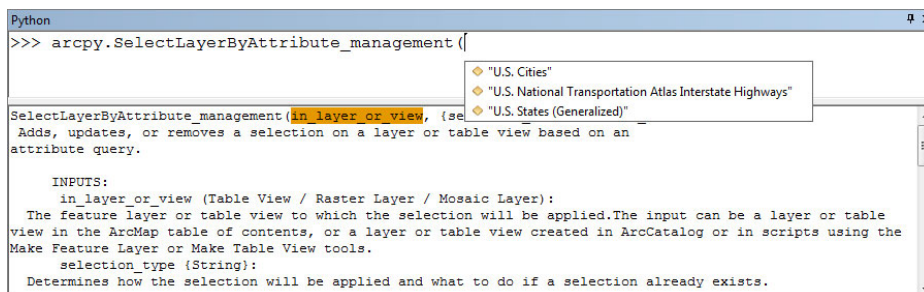 Python
>>> arcpy.SelectLayerByAttribute_management(
"U.S. Cities"
"U.S. National Transportation Atlas Interstate Highways"
"U.S. States (Generalized)"
SelectLayerByAttribute_management(in_layer_or_view, {se
Adds, updates, or removes a selection on a layer or table view based on an
attribute query.
INPUTS:
in_layer_or_view (Table View / Raster Layer / Mosaic Layer):
The feature layer or table view to which the selection will be applied.The input can be a layer or table
view in the ArcMap table of contents, or a layer or table view created in ArcCatalog or in scripts using the
Make Feature Layer or Make Table View tools.
selection_type {String}:
Determines how the selection will be applied and what to do if a selection already exists.